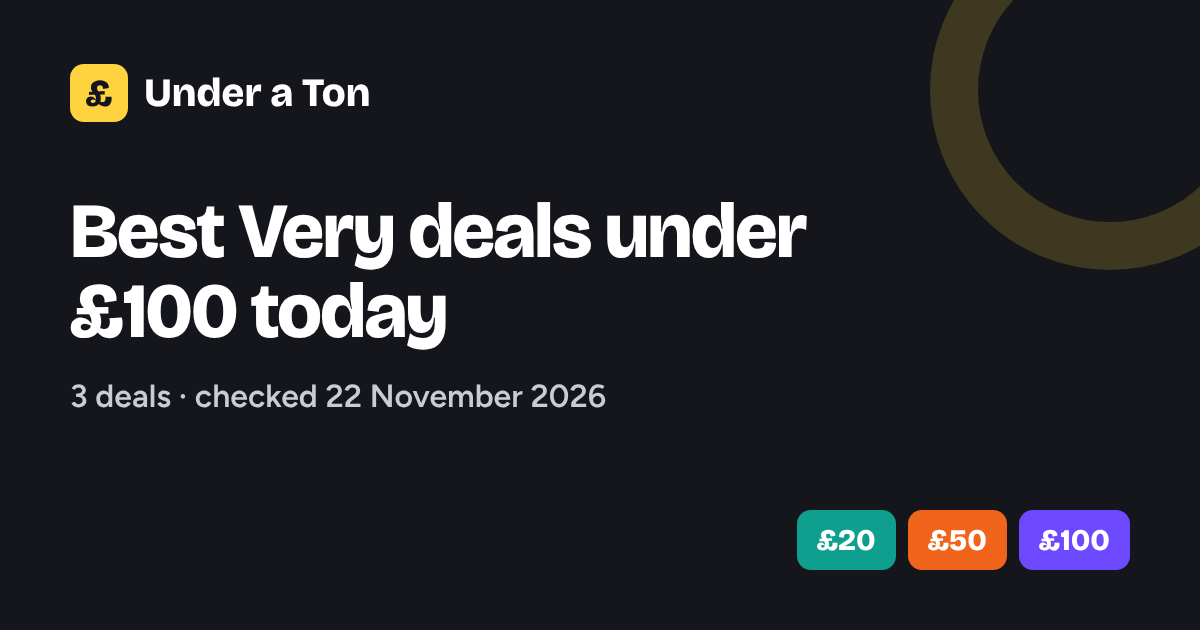 £ Under a Ton
Best Very deals under
£100 today
3 deals · checked 22 November 2026
£20 £50 £100